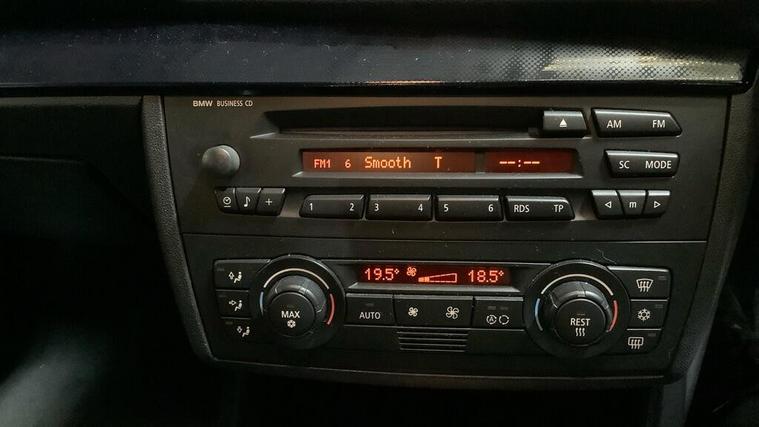 BMW BUSINESS CD
AM FM
FM1 6 Smooth T --:--
SC MODE
1 2 3 4 5 6 RDS TP m
19.5° 18.5°
MAX AUTO REST